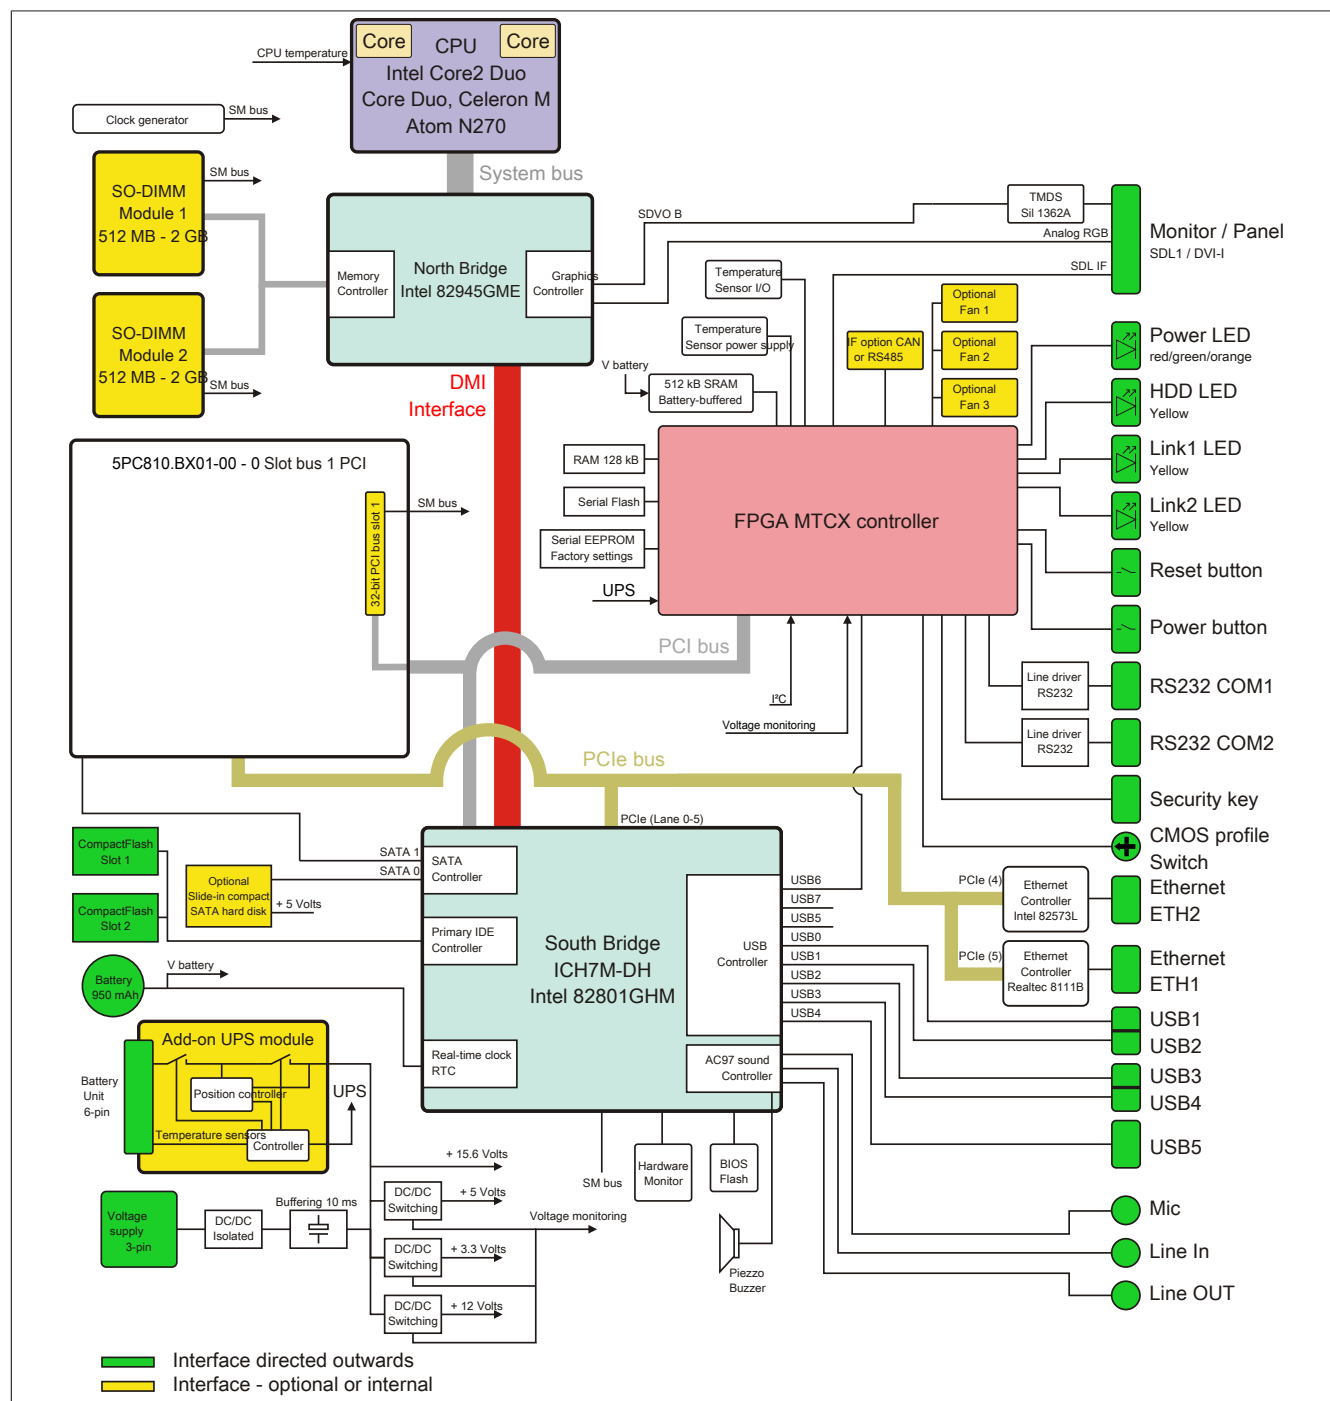 Core
CPU
Core
CPU temperature
Intel Core2 Duo
Core Duo, Celeron M
Atom N270
Clock generator
SM bus
System bus
SO-DIMM
Module 1
512 MB - 2 GB
SM bus
SO-DIMM
Module 2
512 MB - 2 GB
SM bus
Memory
Controller
North Bridge
Intel 82945GME
Graphics
Controller
SDVO B
TMDS
Sil 1362A
Analog RGB
SDL IF
Monitor / Panel
SDL1 / DVI-I
Temperature
Sensor I/O
Temperature
Sensor power supply
V battery
512 kB SRAM
Battery-buffered
IF option CAN
or RS485
Optional
Fan 1
Optional
Fan 2
Optional
Fan 3
Power LED
red/green/orange
HDD LED
Yellow
Link1 LED
Yellow
Link2 LED
Yellow
Reset button
Power button
DMI
Interface
5PC810.BX01-00 - 0 Slot bus 1 PCI
32-bit PCI bus slot 1
SM bus
RAM 128 kB
Serial Flash
Serial EEPROM
Factory settings
UPS
FPGA MTCX controller
PCI bus
I²C
Voltage monitoring
Line driver
RS232
RS232 COM1
Line driver
RS232
RS232 COM2
Security key
CMOS profile
Switch
PCIe bus
PCIe (Lane 0-5)
CompactFlash
Slot 1
CompactFlash
Slot 2
Optional
Slide-in compact
SATA hard disk
+ 5 Volts
SATA 1
SATA 0
SATA
Controller
Primary IDE
Controller
South Bridge
ICH7M-DH
Intel 82801GHM
USB
Controller
USB6
USB7
USB5
USB0
USB1
USB2
USB3
USB4
PCIe (4)
Ethernet
Controller
Intel 82573L
Ethernet
ETH2
PCIe (5)
Ethernet
Controller
Realtec 8111B
Ethernet
ETH1
USB1
USB2
USB3
USB4
USB5
Battery
950 mAh
V battery
Real-time clock
RTC
AC97 sound
Controller
Add-on UPS module
Battery
Unit
6-pin
Position controller
Temperature sensors
Controller
UPS
SM bus
Hardware
Monitor
BIOS
Flash
Piezzo
Buzzer
Mic
Line In
Line OUT
Voltage
supply
3-pin
DC/DC
Isolated
Buffering 10 ms
+ 15.6 Volts
DC/DC
Switching
+ 5 Volts
Voltage monitoring
DC/DC
Switching
+ 3.3 Volts
DC/DC
Switching
+ 12 Volts
Interface directed outwards
Interface - optional or internal